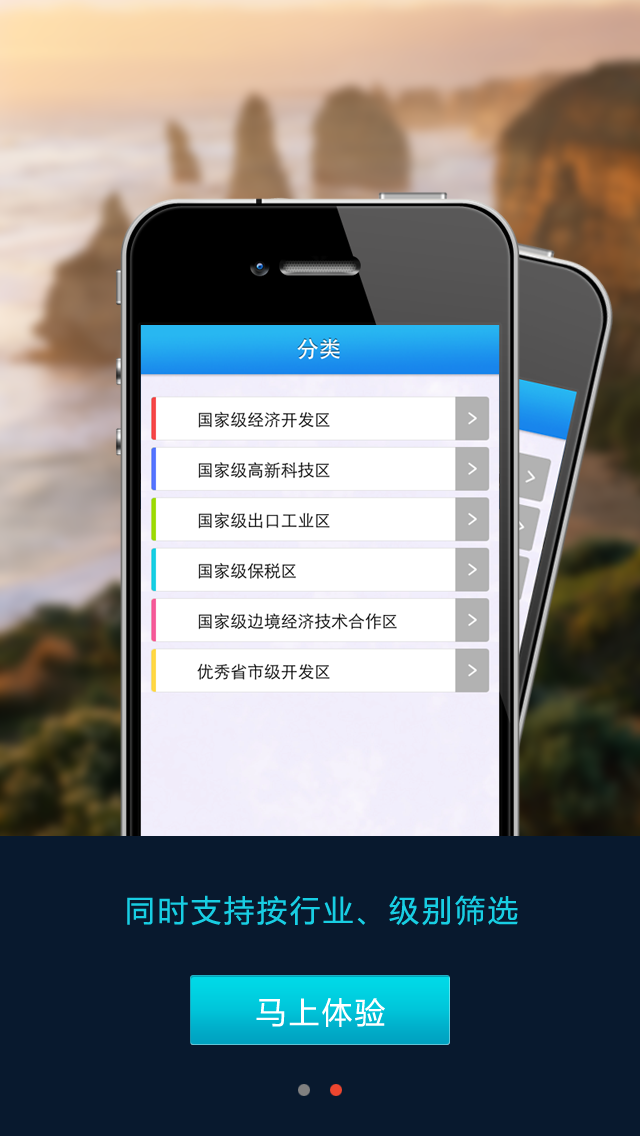 分类
国家级经济开发区
国家级高新科技区
国家级出口工业区
国家级保税区
国家级边境经济技术合作区
优秀省市级开发区
同时支持按行业、级别筛选
马上体验